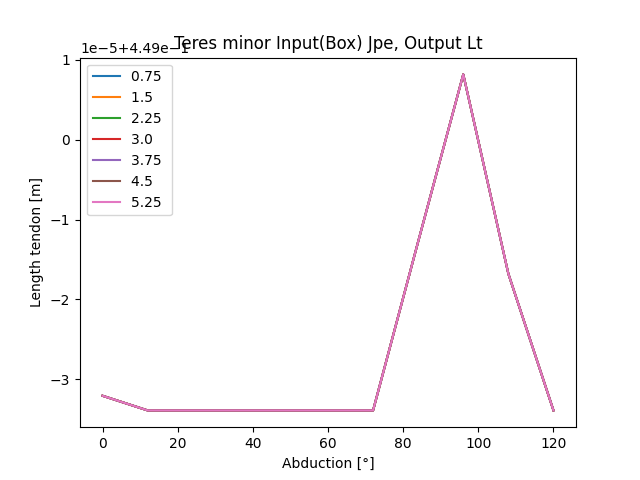 Teres minor Input(Box) Jpe, Output Lt
1e−5+4.49e−1
1
0
−1
−2
−3
Length tendon [m]
0.75
1.5
2.25
3.0
3.75
4.5
5.25
0 20 40 60 80 100 120
Abduction [°]